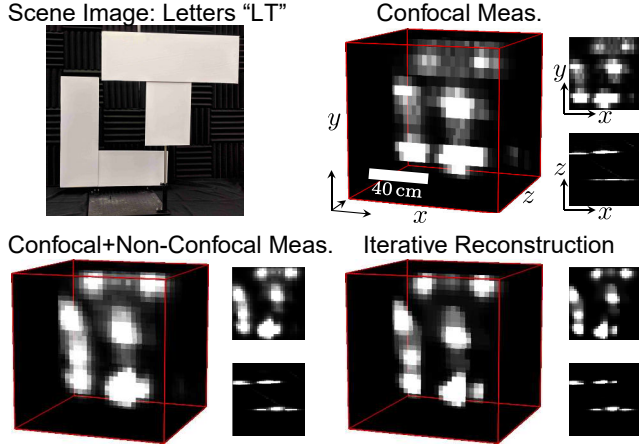 Scene Image: Letters “LT”
Confocal Meas.
y
x
z
40 cm
y
x
z
x
Confocal+Non-Confocal Meas.
Iterative Reconstruction